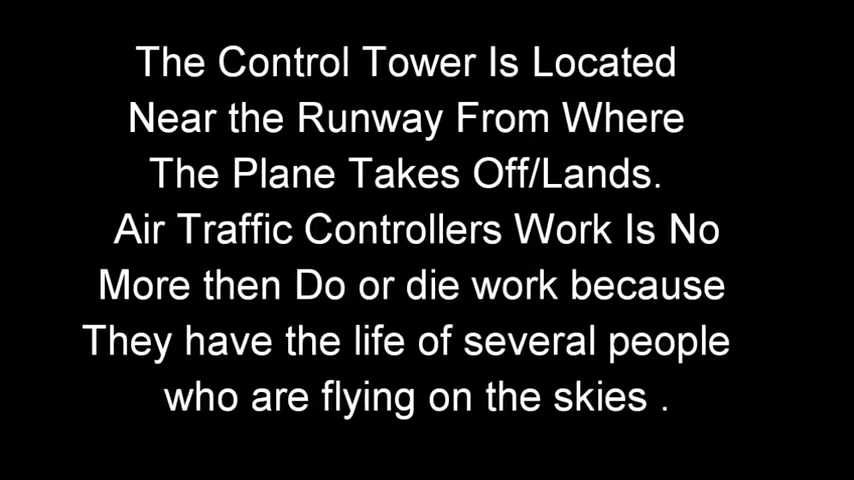 The Control Tower Is Located
Near the Runway From Where
The Plane Takes Off/Lands.
Air Traffic Controllers Work Is No
More then Do or die work because
They have the life of several people
who are flying on the skies .